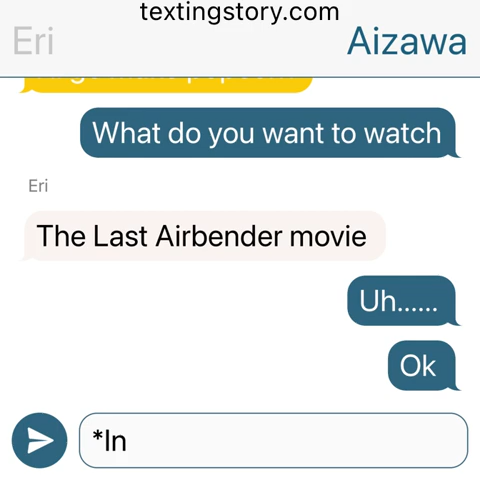 textingstory.com
Eri
Aizawa
What do you want to watch
Eri
The Last Airbender movie
Uh......
Ok
*In